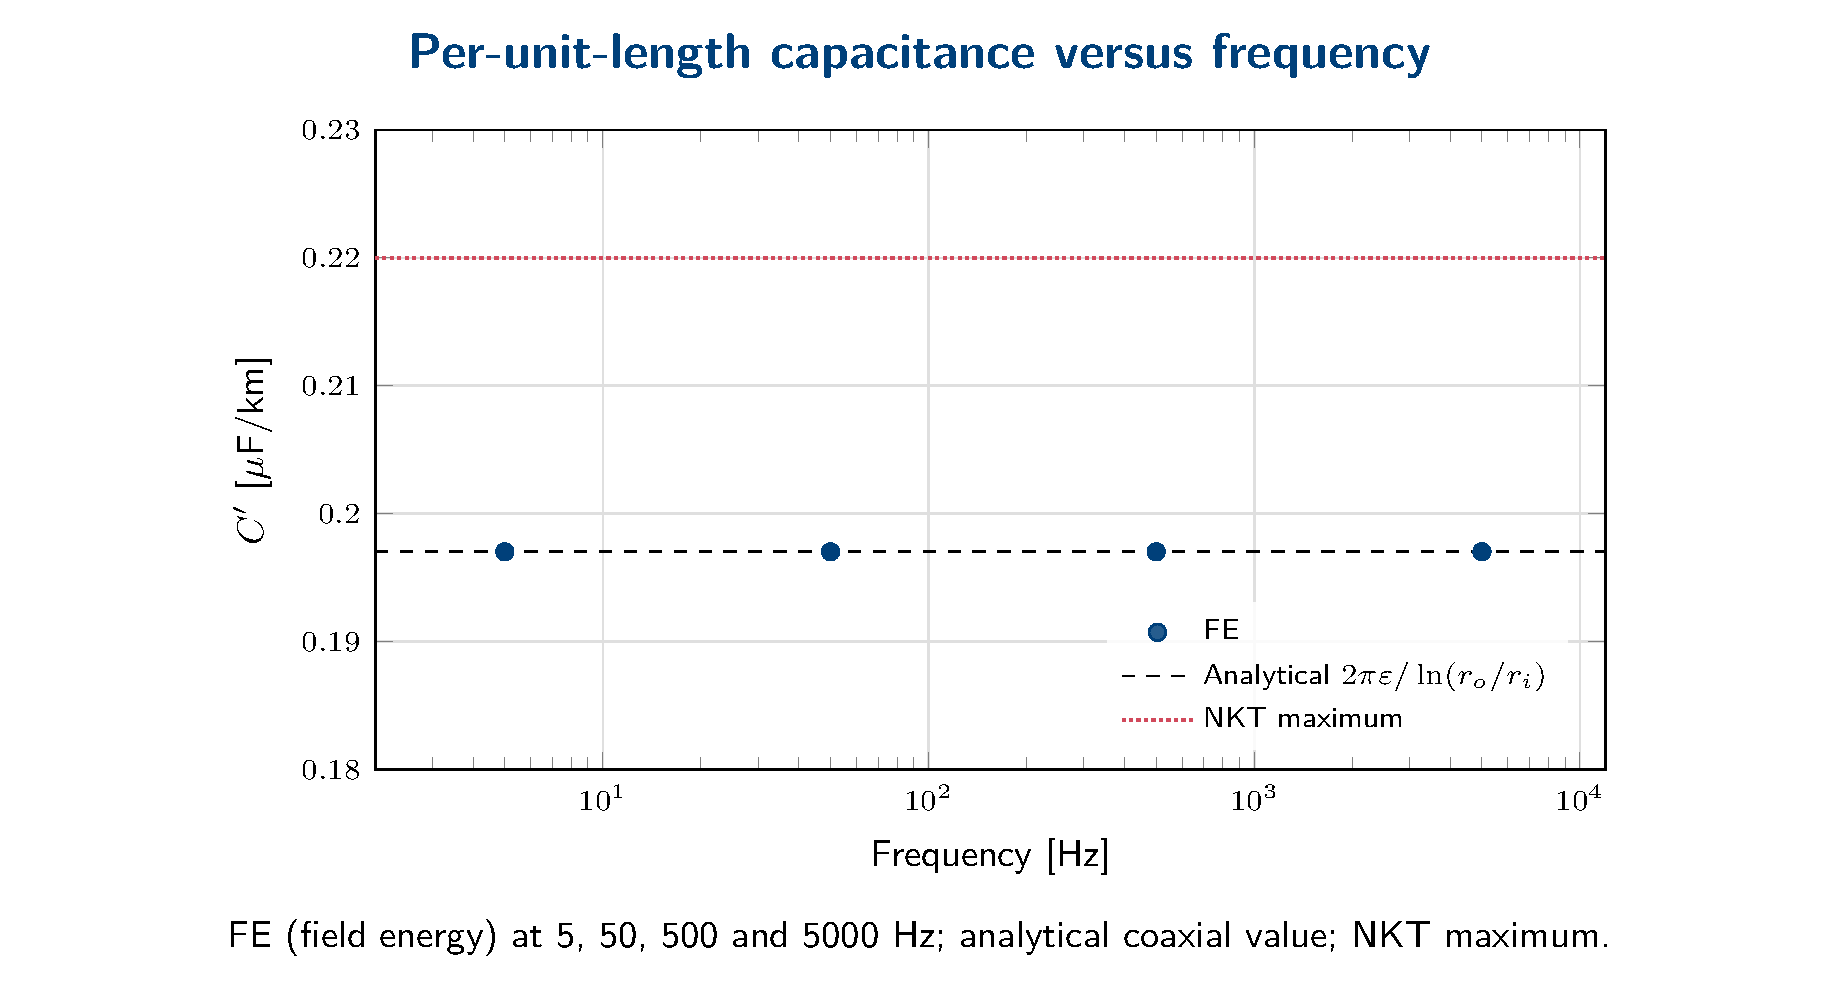 Per-unit-length capacitance versus frequency
0.23
0.22
0.21
0.2
0.19
0.18
C′ [μF/km]
FE
Analytical 2πε/ ln(r_o/r_i)
NKT maximum
10^1 10^2 10^3 10^4
Frequency [Hz]
FE (field energy) at 5, 50, 500 and 5000 Hz; analytical coaxial value; NKT maximum.